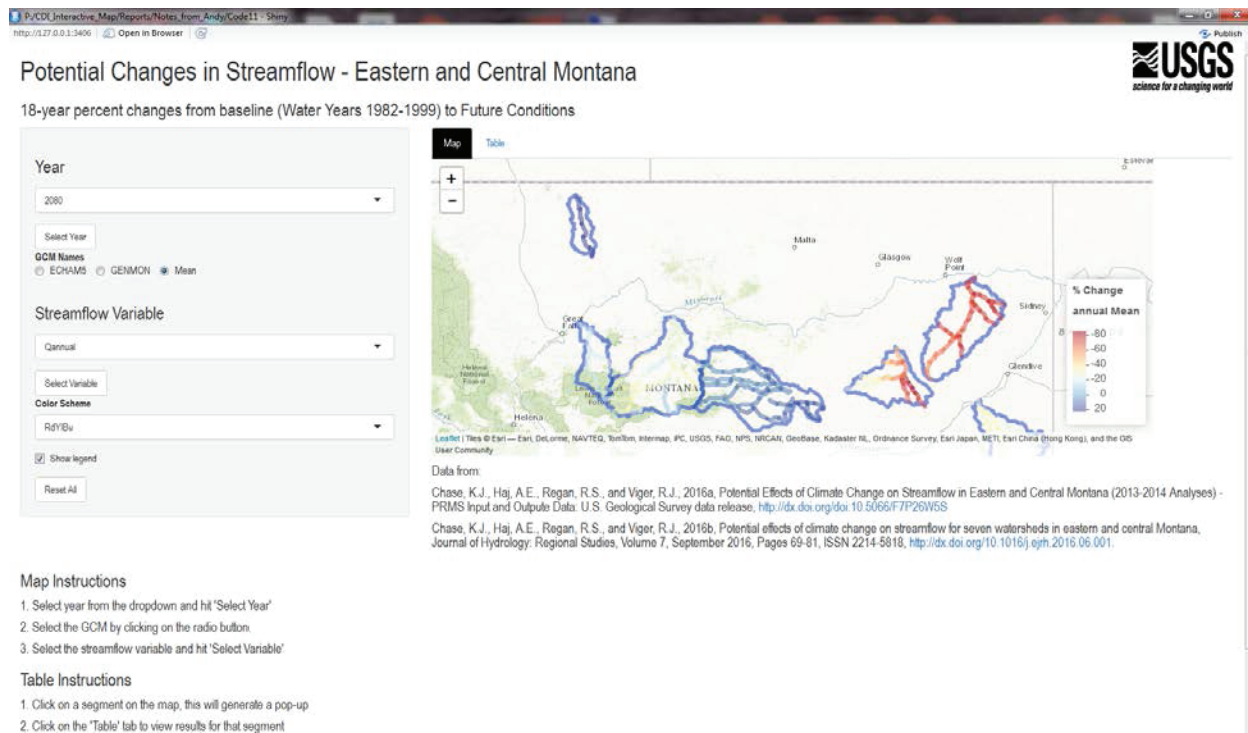 P:/CDI_Interactive_Map/Reports/Notes_from_Andy/Code11 - Shiny
http://127.0.0.1:3406 Open in Browser
Publish
USGS
science for a changing world
Potential Changes in Streamflow - Eastern and Central Montana
18-year percent changes from baseline (Water Years 1982-1999) to Future Conditions
Year
2080
Select Year
GCM Names
ECHAM5 GENMON Mean
Streamflow Variable
Qannual
Select Variable
Color Scheme
RdYlBu
Show legend
Reset All
Map Table
+
−
Malta
Glasgow
Wolf
Point
Sidney
Missouri
Great
Falls
Glendive
Helena
National
Forest
MONTANA
Helena
% Change
annual Mean
-80
-60
-40
-20
0
20
Leaflet | Tiles © Esri — Esri, DeLorme, NAVTEQ, TomTom, Intermap, iPC, USGS, FAO, NPS, NRCAN, GeoBase, Kadaster NL, Ordnance Survey, Esri Japan, METI, Esri China (Hong Kong), and the GIS
User Community
Data from:
Chase, K.J., Haj, A.E., Regan, R.S., and Viger, R.J., 2016a, Potential Effects of Climate Change on Streamflow in Eastern and Central Montana (2013-2014 Analyses) -
PRMS Input and Outpute Data: U.S. Geological Survey data release, http://dx.doi.org/doi:10.5066/F7P26W5S
Chase, K.J., Haj, A.E., Regan, R.S., and Viger, R.J., 2016b, Potential effects of climate change on streamflow for seven watersheds in eastern and central Montana,
Journal of Hydrology: Regional Studies, Volume 7, September 2016, Pages 69-81, ISSN 2214-5818, http://dx.doi.org/10.1016/j.ejrh.2016.06.001.
Map Instructions
1. Select year from the dropdown and hit 'Select Year'
2. Select the GCM by clicking on the radio button
3. Select the streamflow variable and hit 'Select Variable'
Table Instructions
1. Click on a segment on the map, this will generate a pop-up
2. Click on the 'Table' tab to view results for that segment